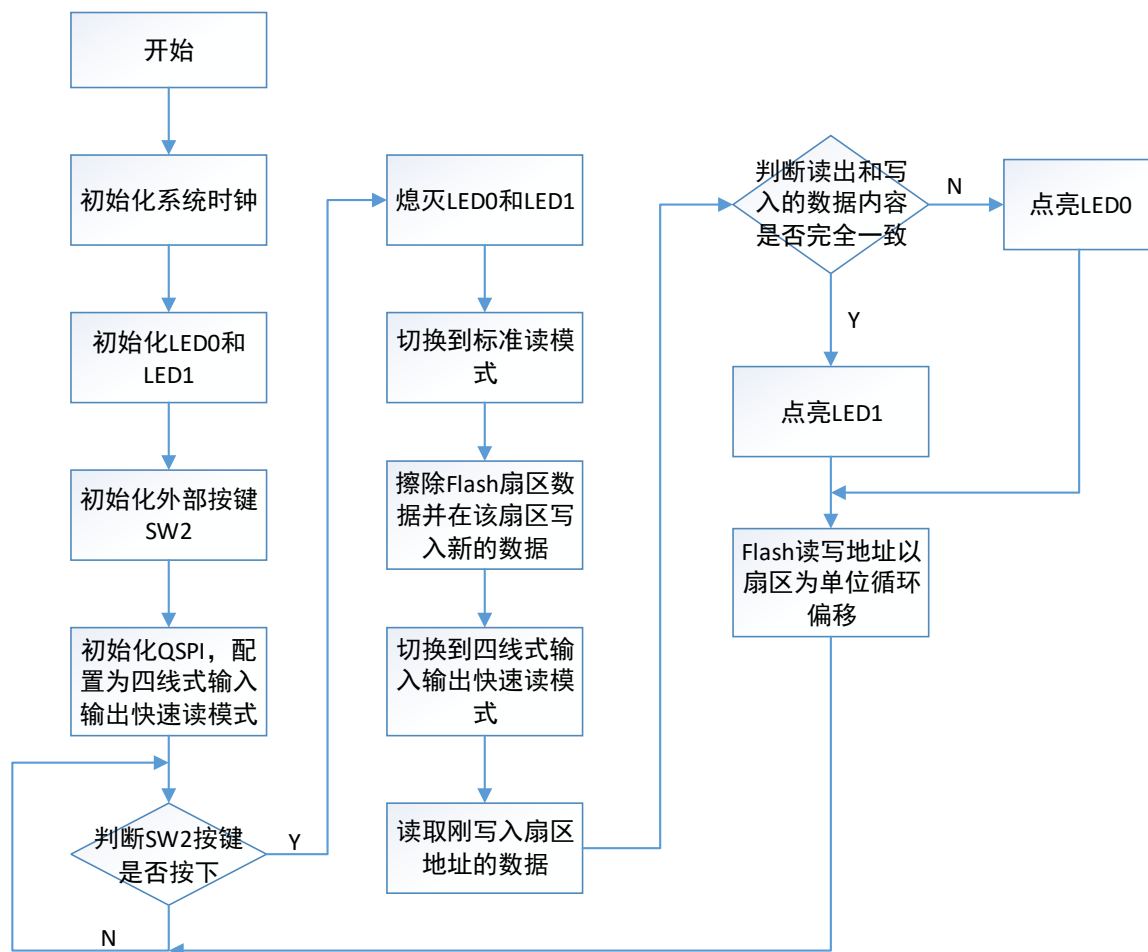 开始
初始化系统时钟
初始化LED0和
LED1
初始化外部按键
SW2
初始化QSPI，配
置为四线式输入
输出快速读模式
判断SW2按键
是否按下
Y
N
熄灭LED0和LED1
切换到标准读模
式
擦除Flash扇区数
据并在该扇区写
入新的数据
切换到四线式输
入输出快速读模
式
读取刚写入扇区
地址的数据
判断读出和写
入的数据内容
是否完全一致
N
点亮LED0
Y
点亮LED1
Flash读写地址以
扇区为单位循环
偏移